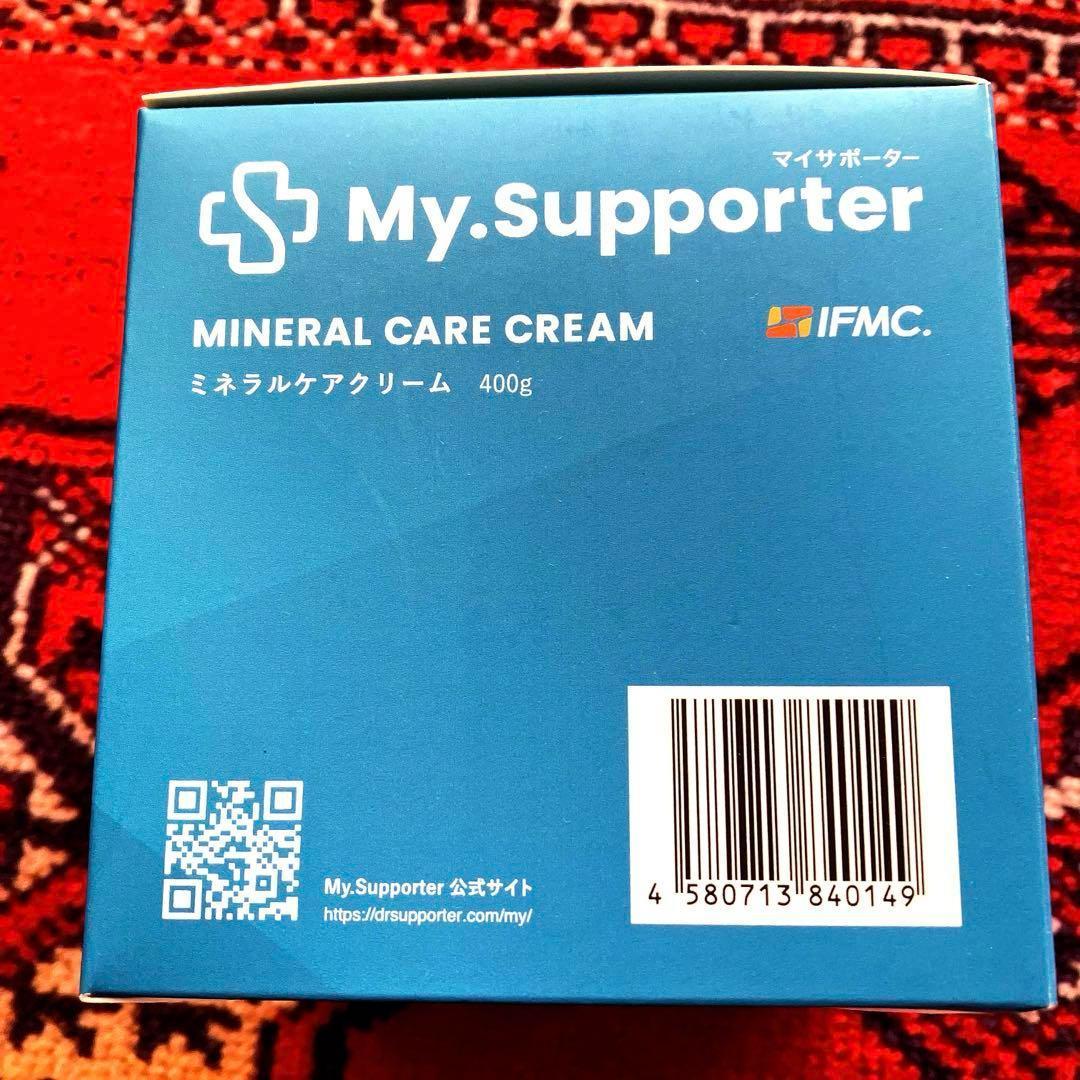 マイサポーター
My.Supporter
MINERAL CARE CREAM
IFMC.
ミネラルケアクリーム 400g
My.Supporter 公式サイト
https://drsupporter.com/my/
4 580713 840149